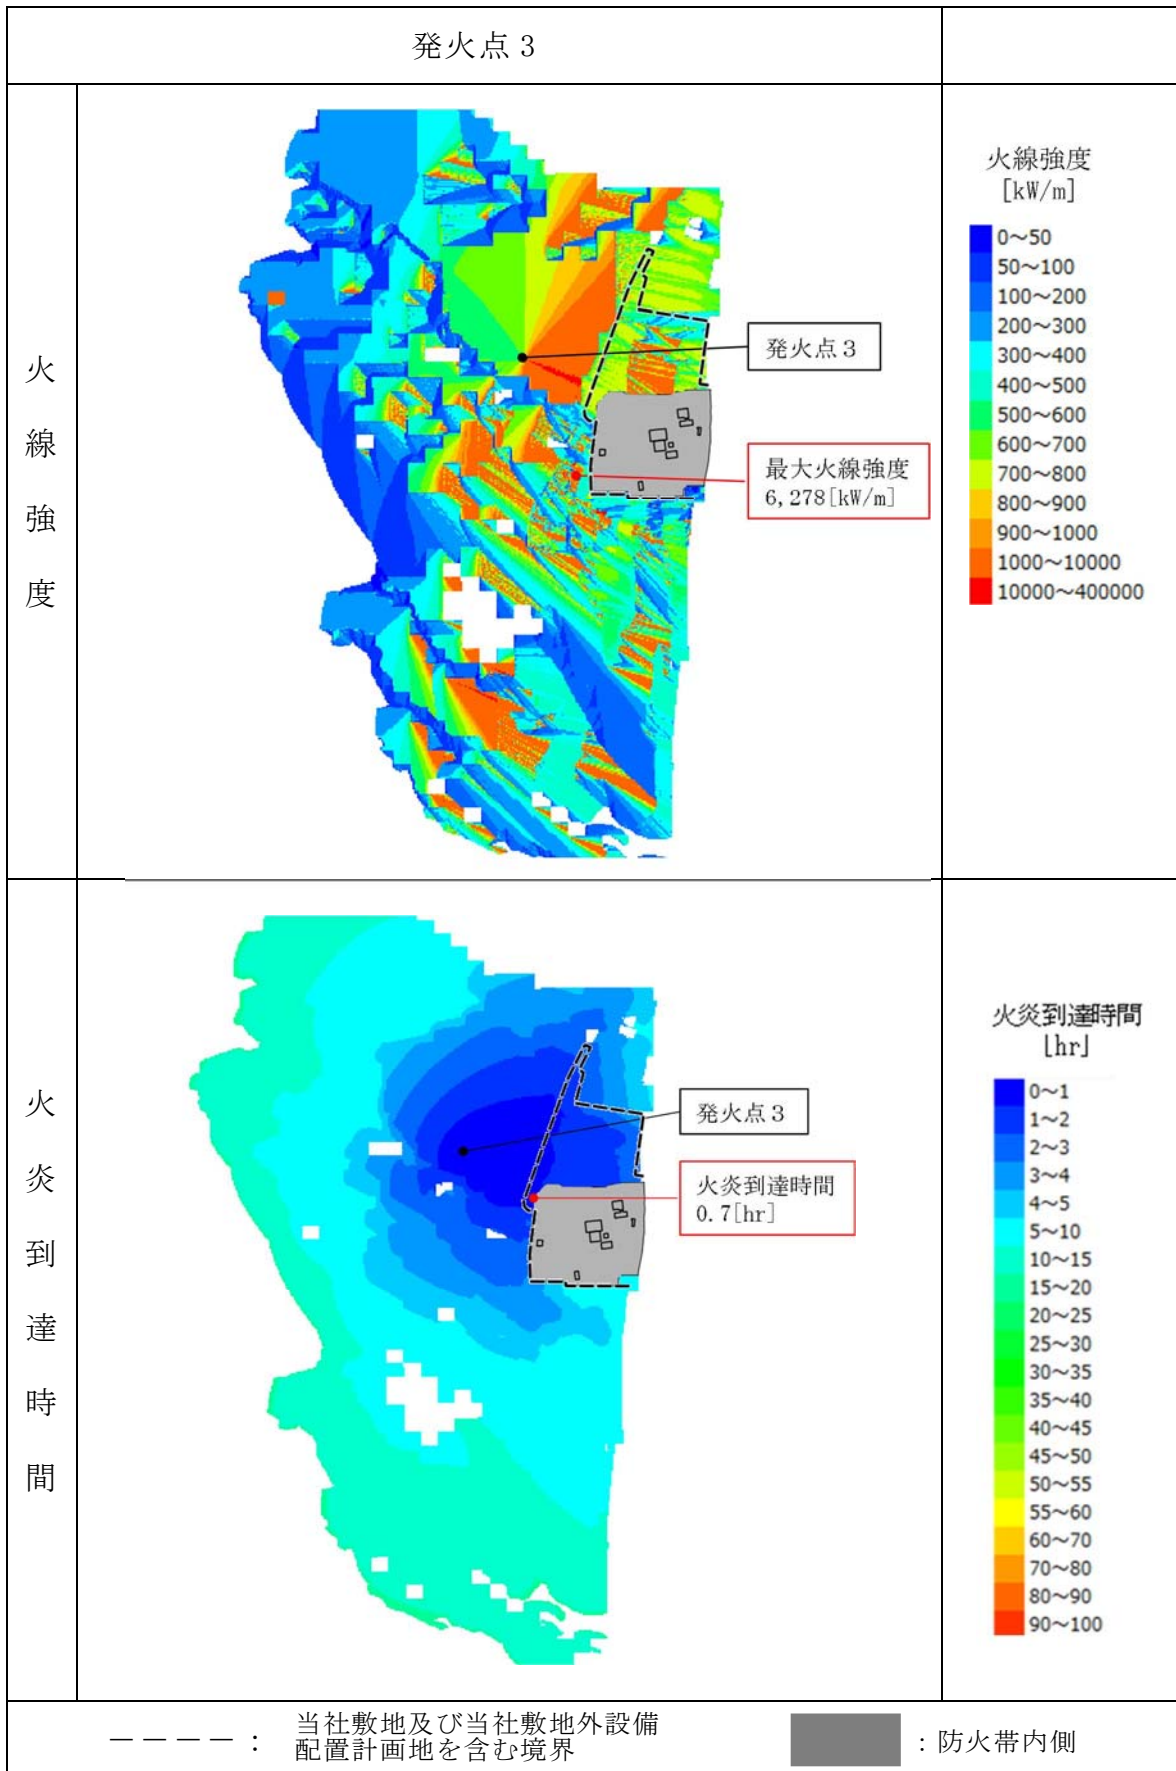 発火点3
火線強度
火線強度
[kW/m]
0～50
50～100
100～200
200～300
300～400
400～500
500～600
600～700
700～800
800～900
900～1000
1000～10000
10000～400000
発火点3
最大火線強度
6,278[kW/m]
火炎到達時間
火炎到達時間
[hr]
0～1
1～2
2～3
3～4
4～5
5～10
10～15
15～20
20～25
25～30
30～35
35～40
40～45
45～50
50～55
55～60
60～70
70～80
80～90
90～100
発火点3
火炎到達時間
0.7[hr]
－－－－：
当社敷地及び当社敷地外設備
配置計画地を含む境界
：防火帯内側